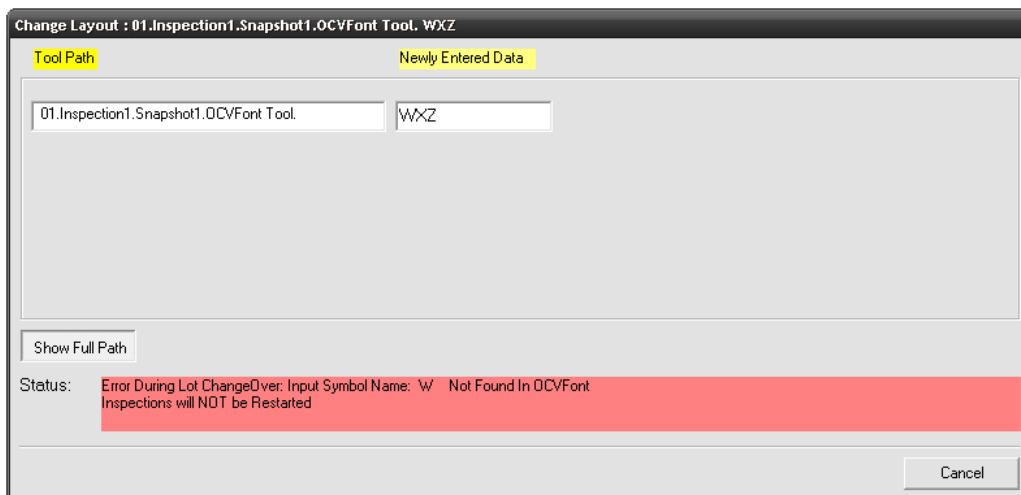 Change Layout : 01.Inspection1.Snapshot1.OCVFont Tool. WXZ
Tool Path Newly Entered Data
01.Inspection1.Snapshot1.OCVFont Tool. WXZ
Show Full Path
Status: Error During Lot ChangeOver: Input Symbol Name: W Not Found In OCVFont
Inspections will NOT be Restarted
Cancel